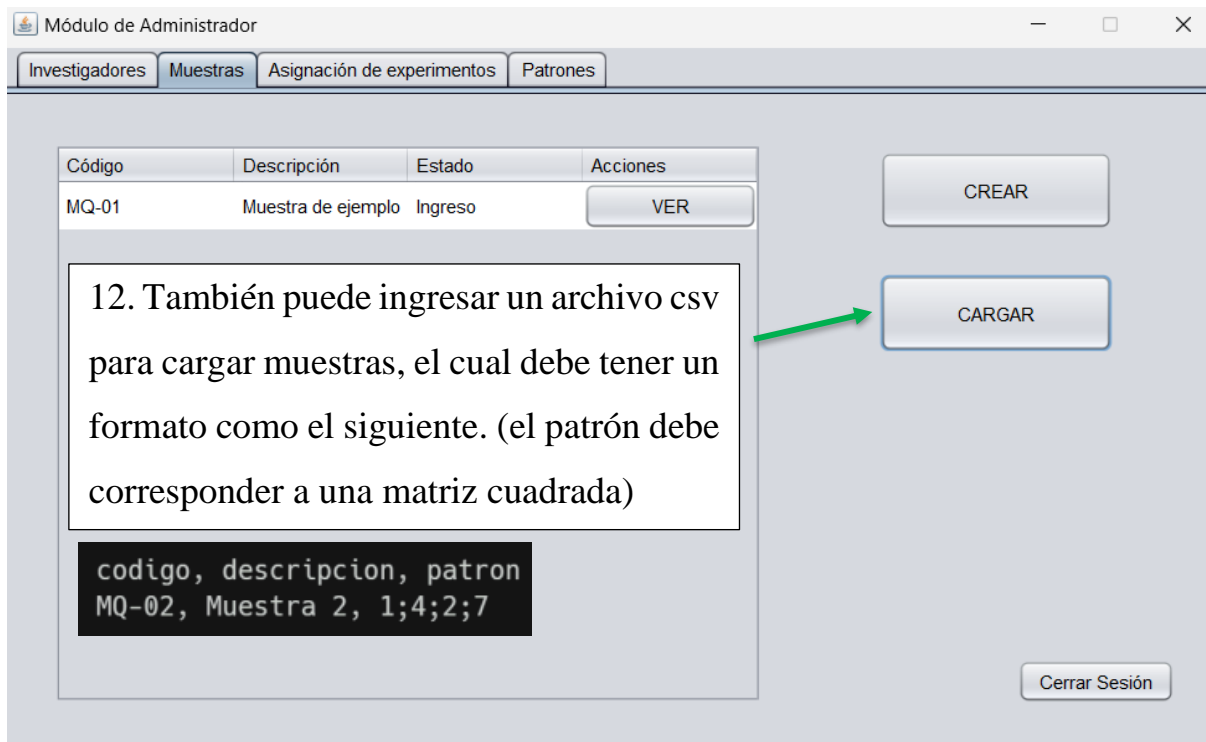 Módulo de Administrador
Investigadores Muestras Asignación de experimentos Patrones
Código Descripción Estado Acciones
MQ-01 Muestra de ejemplo Ingreso VER
CREAR
CARGAR
12. También puede ingresar un archivo csv
para cargar muestras, el cual debe tener un
formato como el siguiente. (el patrón debe
corresponder a una matriz cuadrada)
codigo, descripcion, patron
MQ-02, Muestra 2, 1;4;2;7
Cerrar Sesión